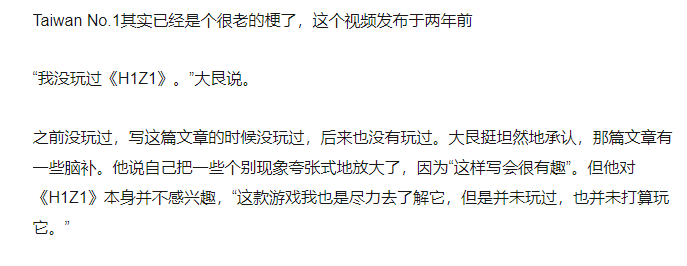 Taiwan No.1其实已经是个很老的梗了，这个视频发布于两年前
“我没玩过《H1Z1》。”大艮说。
之前没玩过，写这篇文章的时候没玩过，后来也没有玩过。大艮挺坦然地承认，那篇文章有
一些脑补。他说自己把一些个别现象夸张式地放大了，因为“这样写会很有趣”。但他对
《H1Z1》本身并不感兴趣，“这款游戏我也是尽力去了解它，但是并未玩过，也并未打算玩
它。”